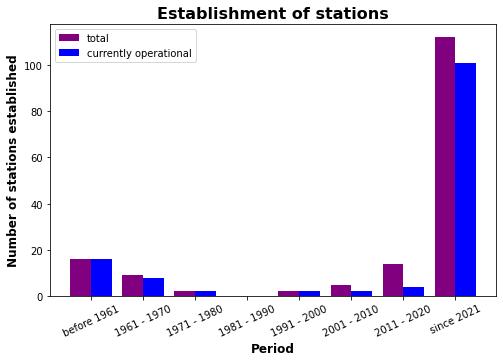 Establishment of stations
total
currently operational
Number of stations established
100
80
60
40
20
0
before 1961
1961 - 1970
1971 - 1980
1981 - 1990
1991 - 2000
2001 - 2010
2011 - 2020
since 2021
Period